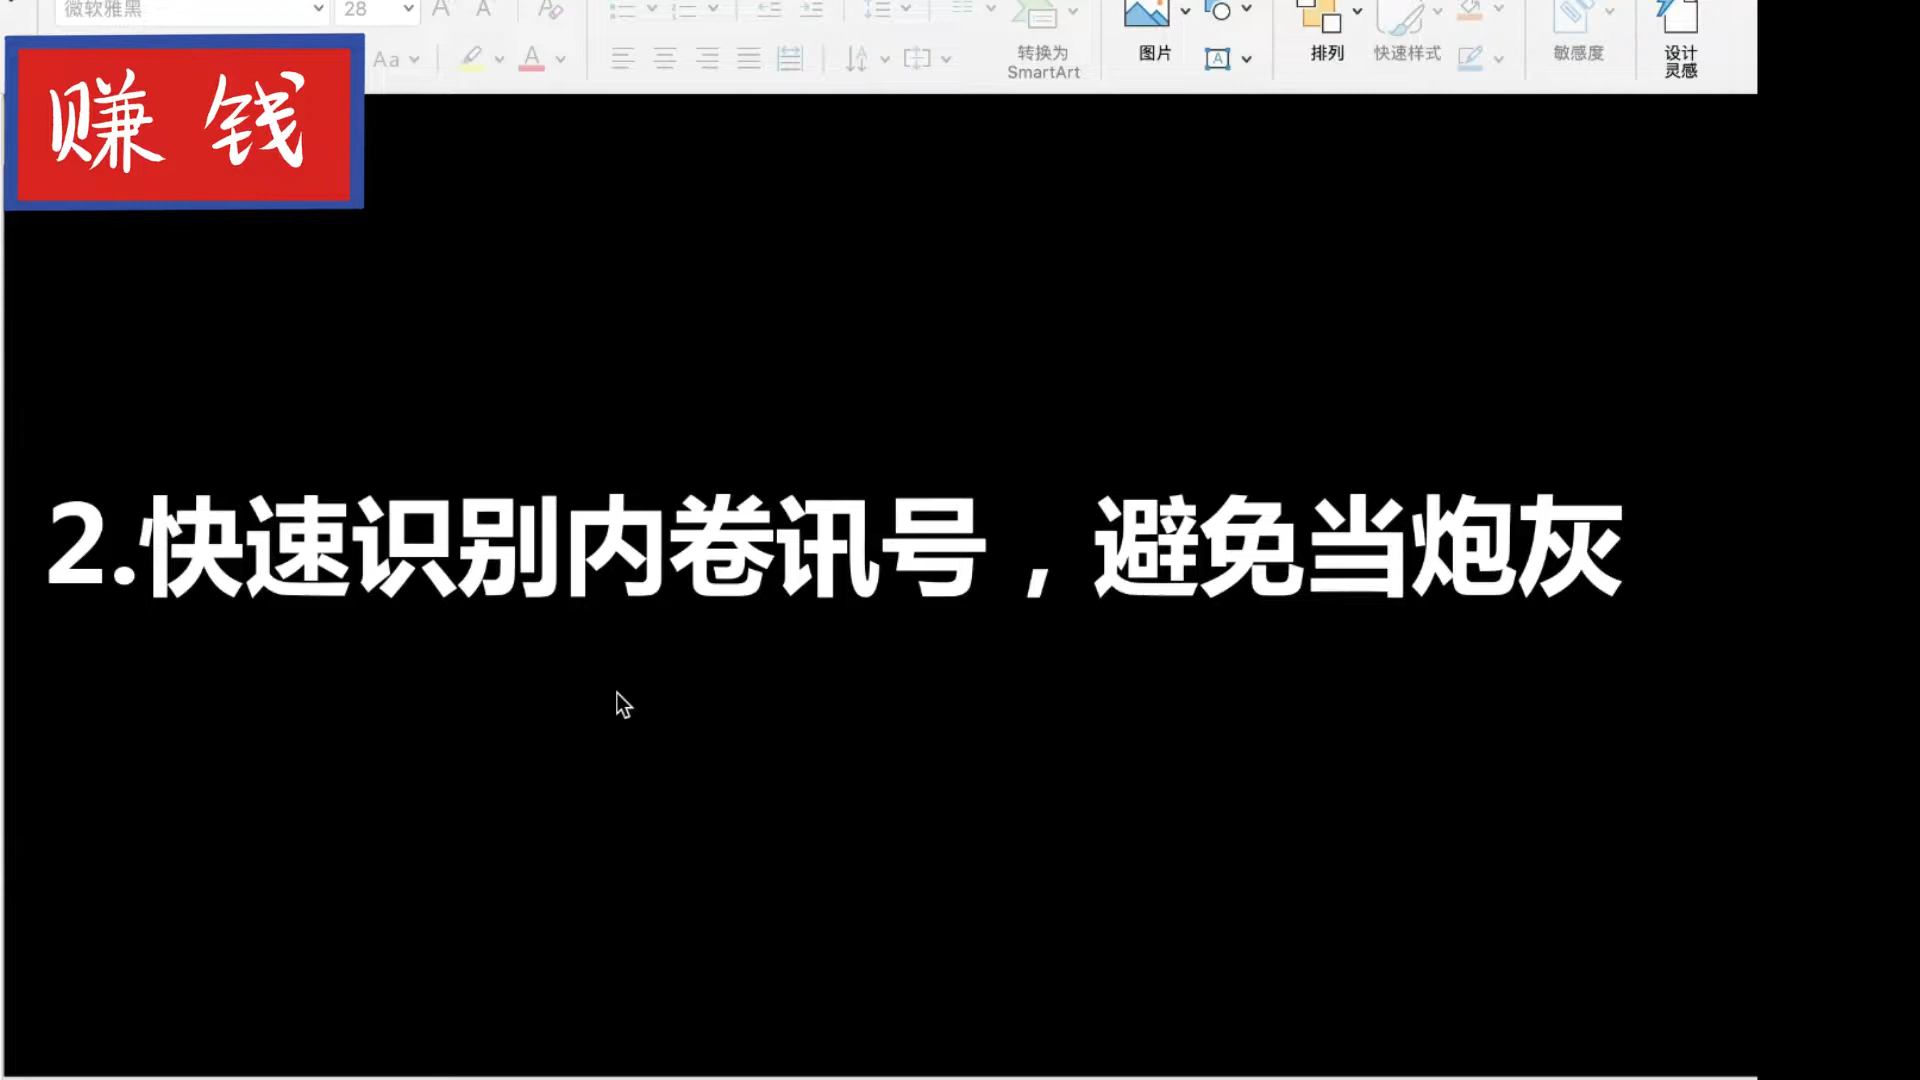 微软雅黑 28
Aa
转换为
SmartArt
图片
排列
快速样式
敏感度
设计
灵感
赚 钱
2.快速识别内卷讯号，避免当炮灰